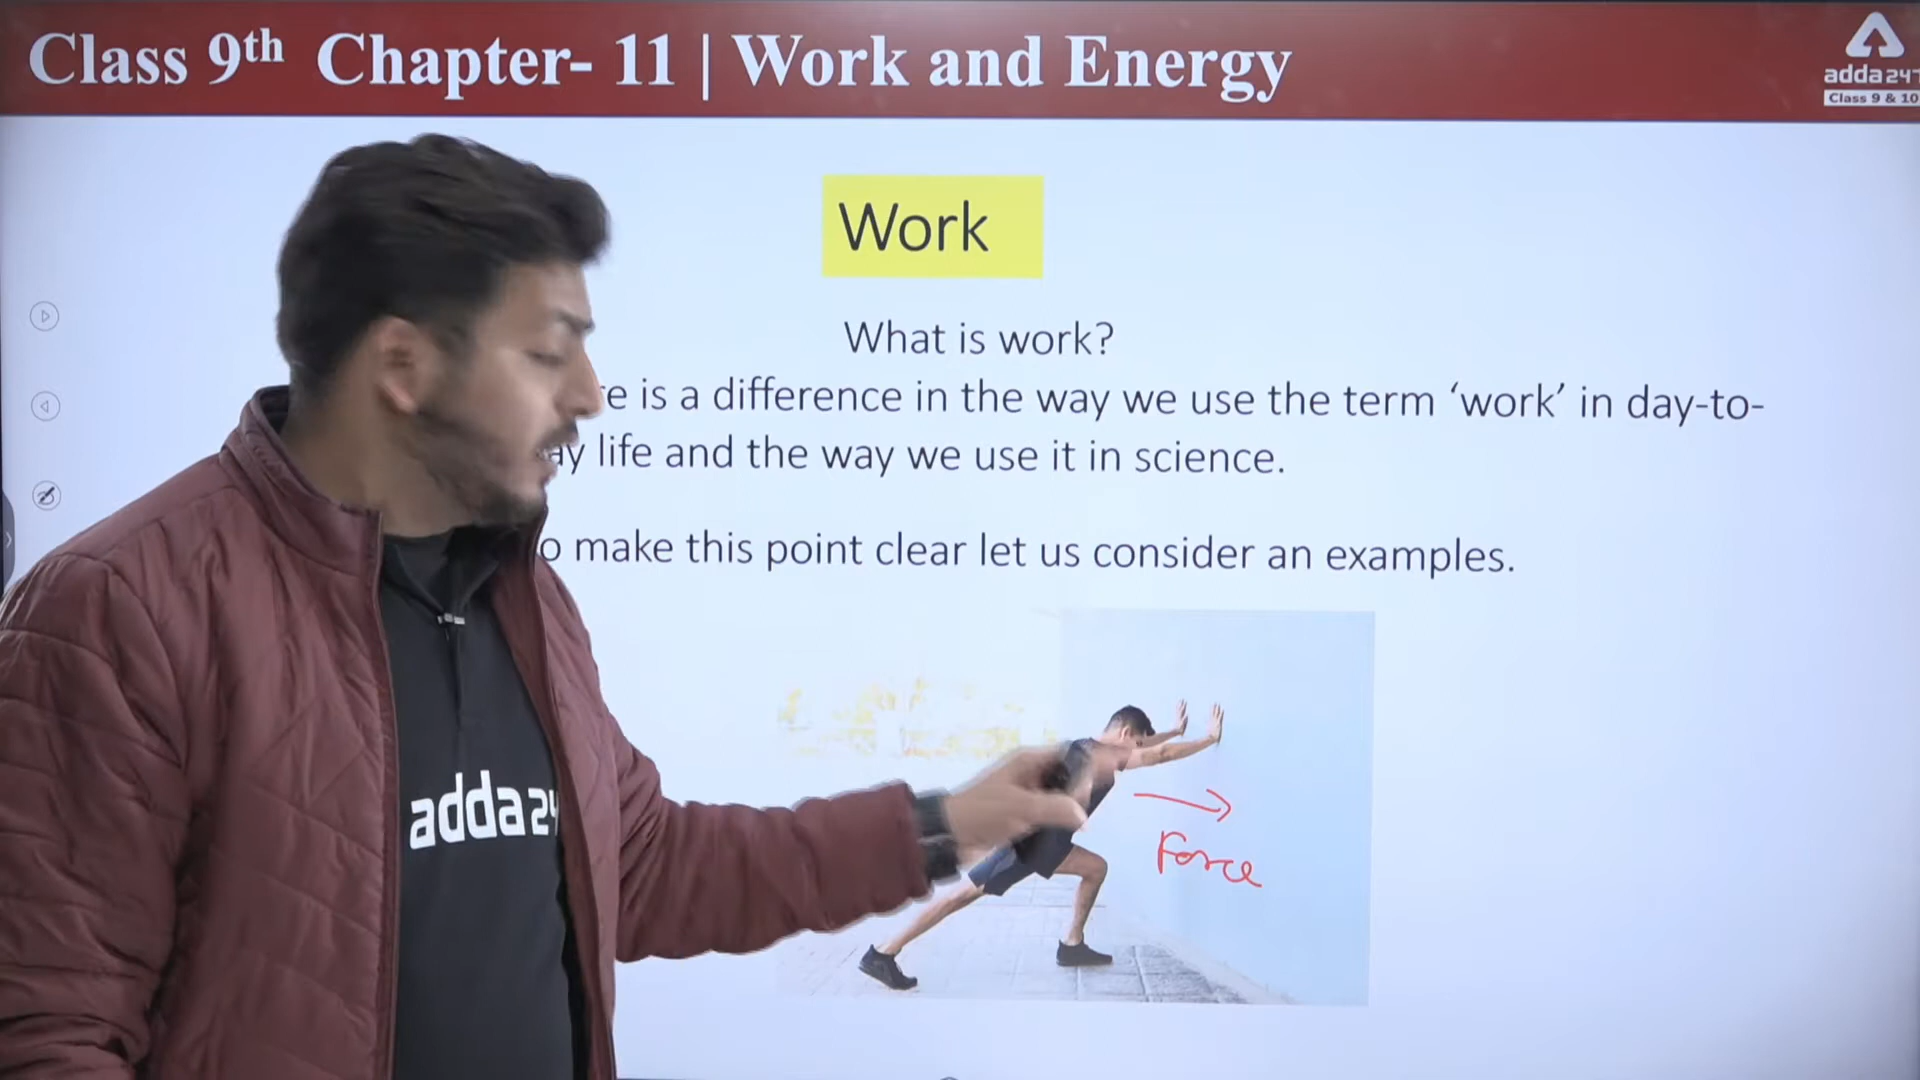 Class 9th Chapter- 11 | Work and Energy
adda247
Class 9 & 10
Work
What is work?
is a difference in the way we use the term ‘work’ in day-to-
life and the way we use it in science.
make this point clear let us consider an examples.
Force
adda24